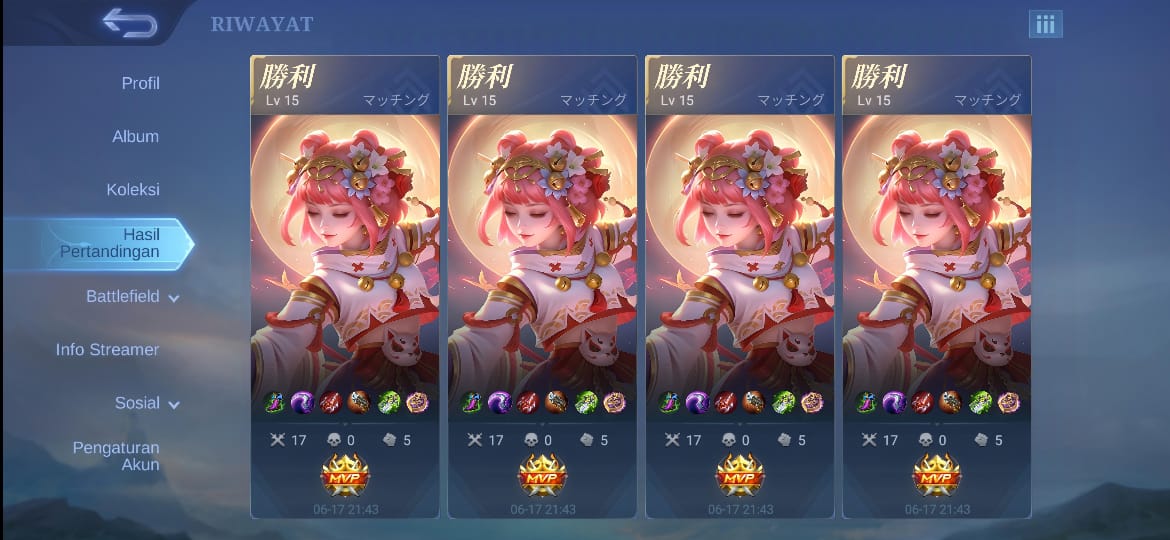 RIWAYAT
Profil
Album
Koleksi
Hasil
Pertandingan
Battlefield
Info Streamer
Sosial
Pengaturan
Akun
勝利
Lv 15 マッチング
17 0 5
MVP
06-17 21:43
勝利
Lv 15 マッチング
17 0 5
MVP
06-17 21:43
勝利
Lv 15 マッチング
17 0 5
MVP
06-17 21:43
勝利
Lv 15 マッチング
17 0 5
MVP
06-17 21:43